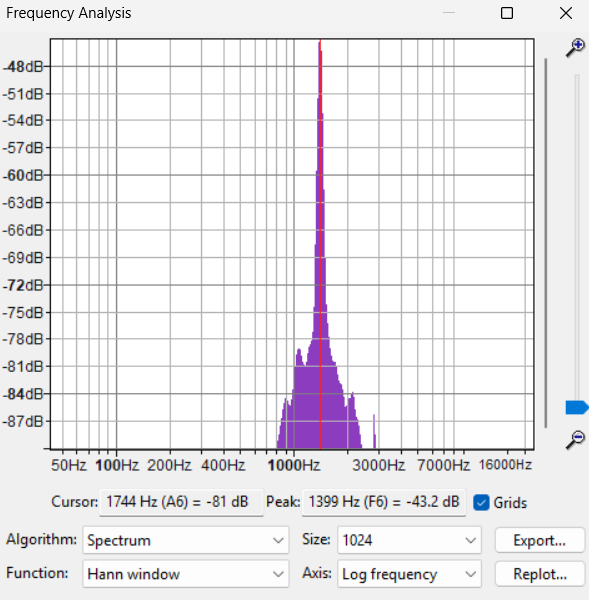 Frequency Analysis
-48dB
-51dB
-54dB
-57dB
-60dB
-63dB
-66dB
-69dB
-72dB
-75dB
-78dB
-81dB
-84dB
-87dB
50Hz 100Hz 200Hz 400Hz 1000Hz 3000Hz 7000Hz 16000Hz
Cursor: 1744 Hz (A6) = -81 dB Peak: 1399 Hz (F6) = -43.2 dB Grids
Algorithm: Spectrum Size: 1024 Export...
Function: Hann window Axis: Log frequency Replot...